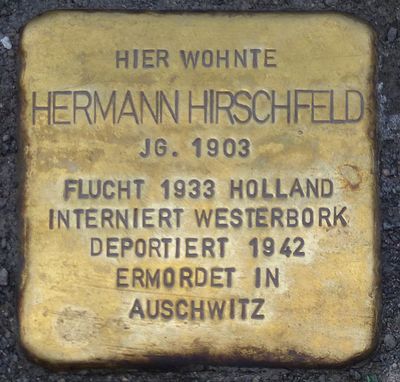 HIER WOHNTE
HERMANN HIRSCHFELD
JG. 1903
FLUCHT 1933 HOLLAND
INTERNIERT WESTERBORK
DEPORTIERT 1942
ERMORDET IN
AUSCHWITZ